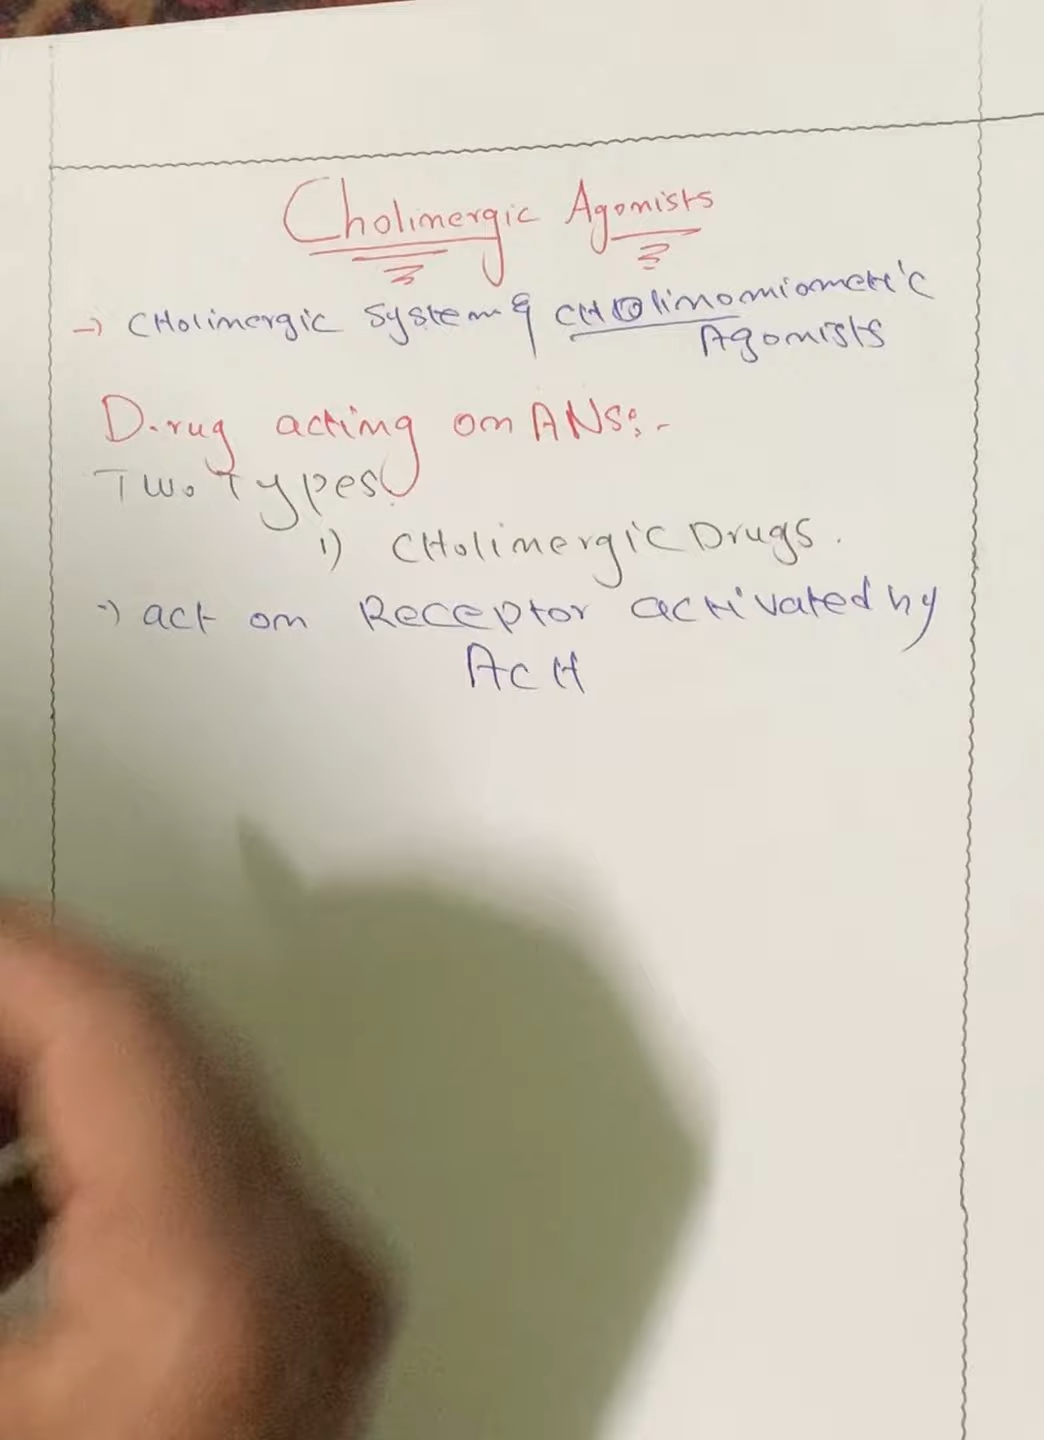 Cholinergic Agonists
→ CHolinergic system & CHOlinomiometic
Agonists
Drug acting on ANS:-
Two Types
1) CHolinergic Drugs.
→ act on Receptor activated by
AcH